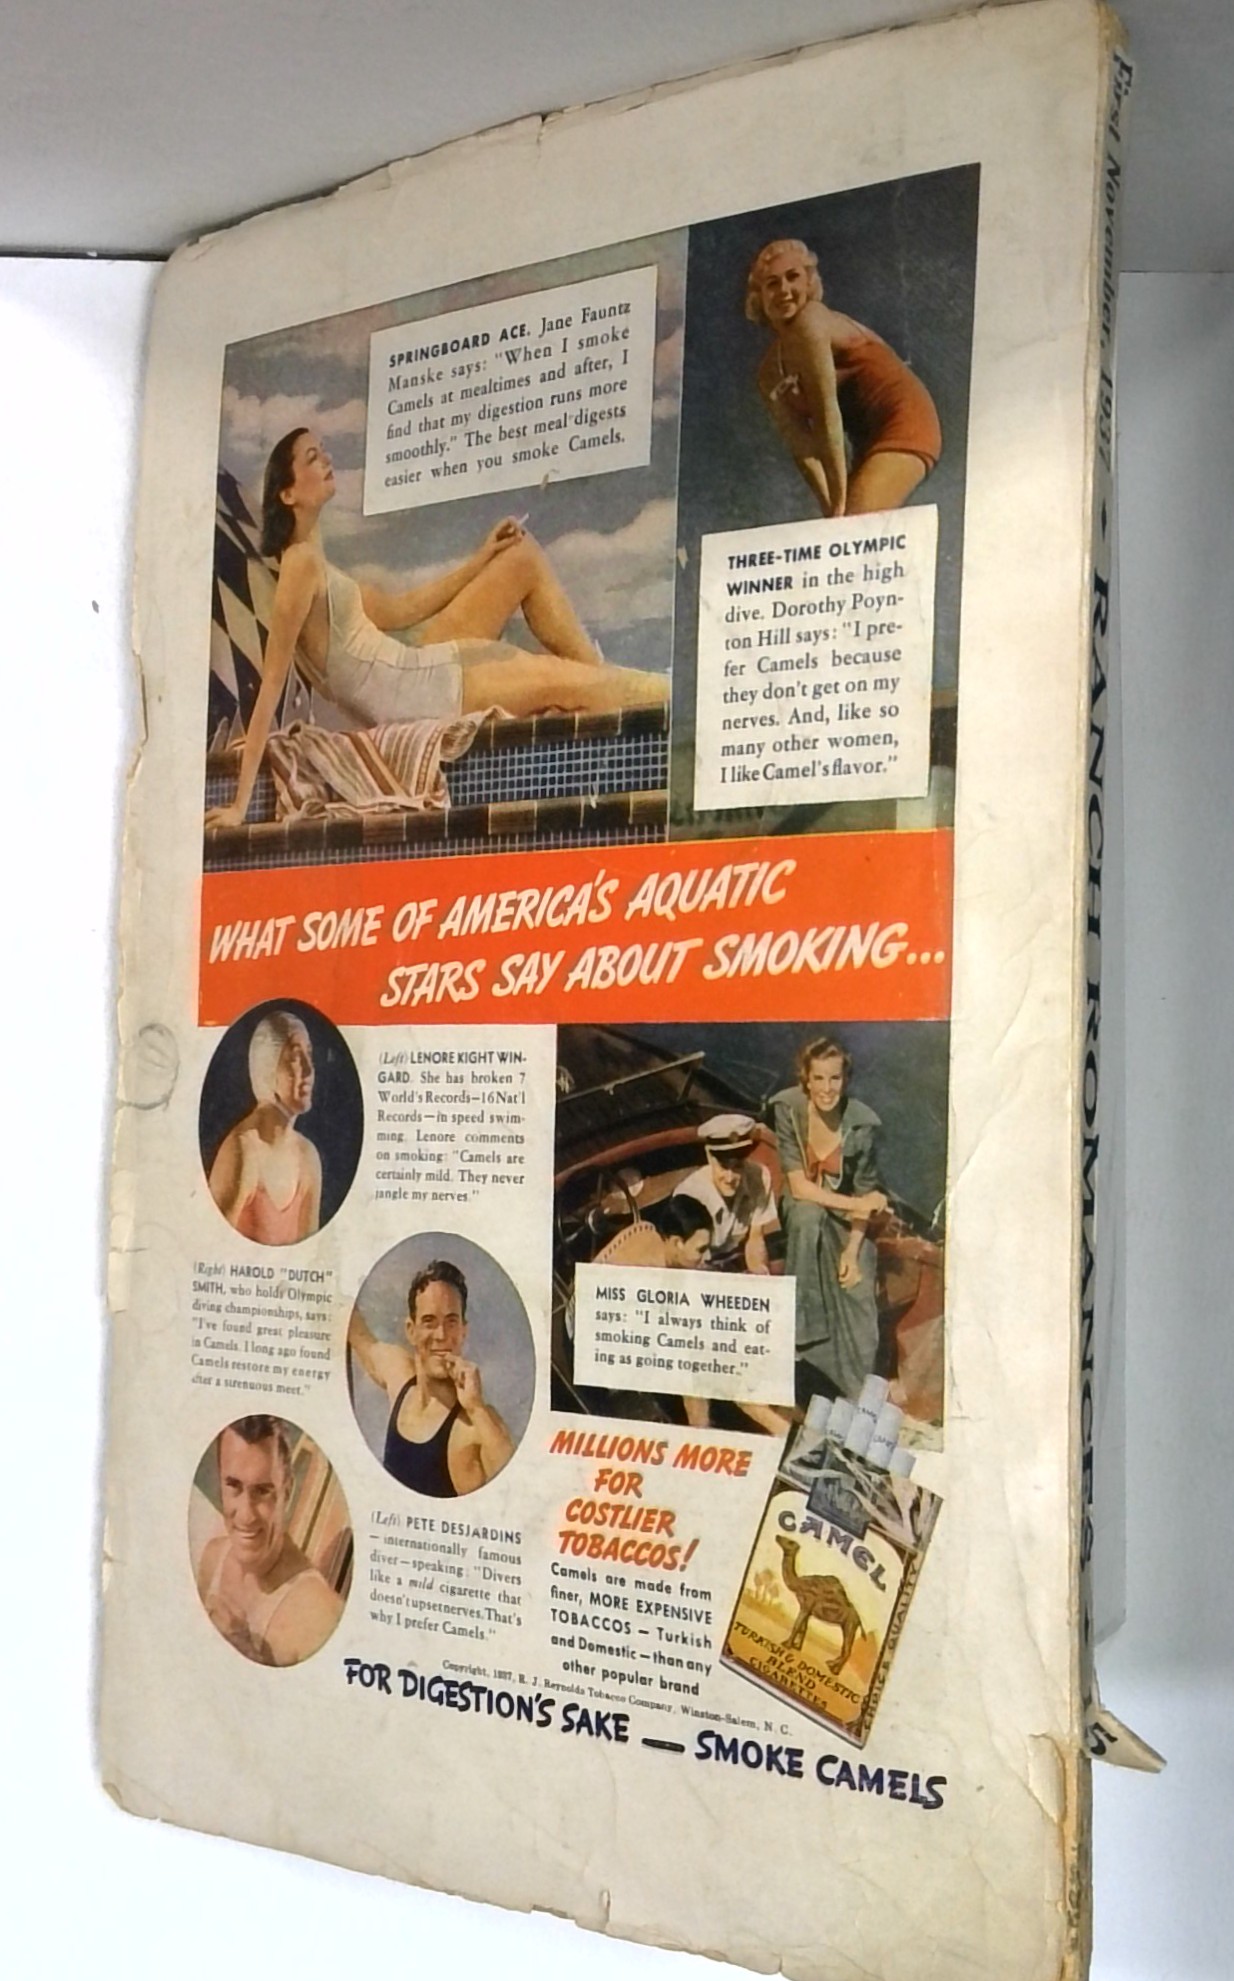 SPRINGBOARD ACE. Jane Fauntz
Manske says: "When I smoke
Camels at mealtimes and after, I
find that my digestion runs more
smoothly." The best meal digests
easier when you smoke Camels.
THREE-TIME OLYMPIC
WINNER in the high
dive. Dorothy Poyn-
ton Hill says: "I pre-
fer Camels because
they don't get on my
nerves. And, like so
many other women,
I like Camel's flavor."
WHAT SOME OF AMERICA'S AQUATIC
STARS SAY ABOUT SMOKING...
(Left) LENORE KIGHT WIN-
GARD. She has broken 7
World's Records—16 Nat'l
Records—in speed swim-
ming. Lenore comments
on smoking: "Camels are
certainly mild. They never
jangle my nerves."
(Right) HAROLD "DUTCH"
SMITH, who holds Olympic
diving championships, says:
"I've found great pleasure
in Camels. I long ago found
Camels restore my energy
after a strenuous meet."
(Left) PETE DESJARDINS
—internationally famous
diver—speaking: "Divers
like a mild cigarette that
doesn't upset nerves. That's
why I prefer Camels."
MISS GLORIA WHEEDEN
says: "I always think of
smoking Camels and eat-
ing as going together."
MILLIONS MORE
FOR
COSTLIER
TOBACCOS!
Camels are made from
finer, MORE EXPENSIVE
TOBACCOS — Turkish
and Domestic—than any
other popular brand
CAMEL
TURKISH & DOMESTIC
BLEND
CIGARETTES
CHOICE QUALITY
Copyright, 1937, R. J. Reynolds Tobacco Company, Winston-Salem, N. C.
FOR DIGESTION'S SAKE — SMOKE CAMELS
First November, 1937 - RANCH ROMANCES - 15